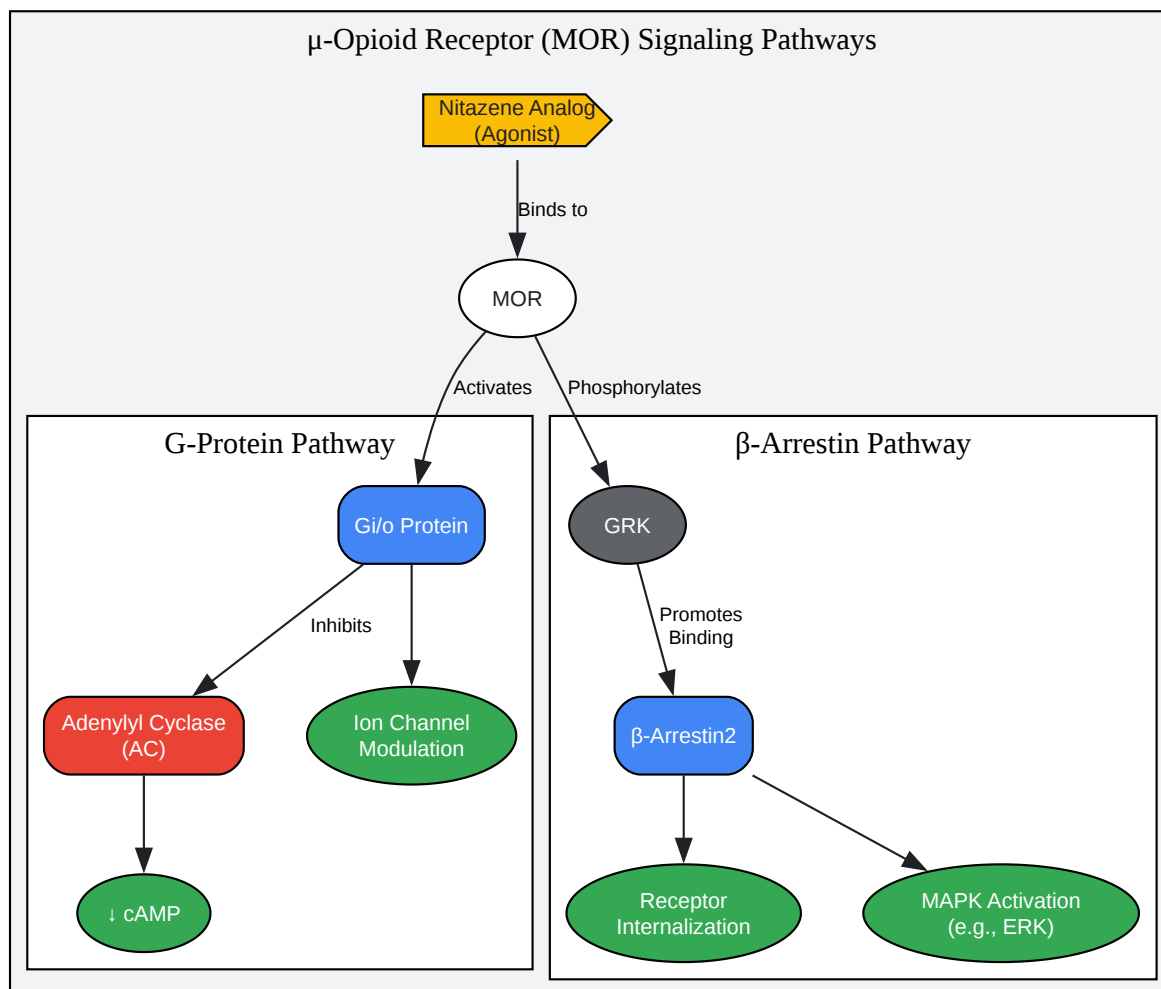 μ-Opioid Receptor (MOR) Signaling Pathways
Nitazene Analog
(Agonist)
Binds to
MOR
Activates
Phosphorylates
G-Protein Pathway
Gi/o Protein
Inhibits
Adenylyl Cyclase
(AC)
Ion Channel
Modulation
↓ cAMP
β-Arrestin Pathway
GRK
Promotes
Binding
β-Arrestin2
Receptor
Internalization
MAPK Activation
(e.g., ERK)